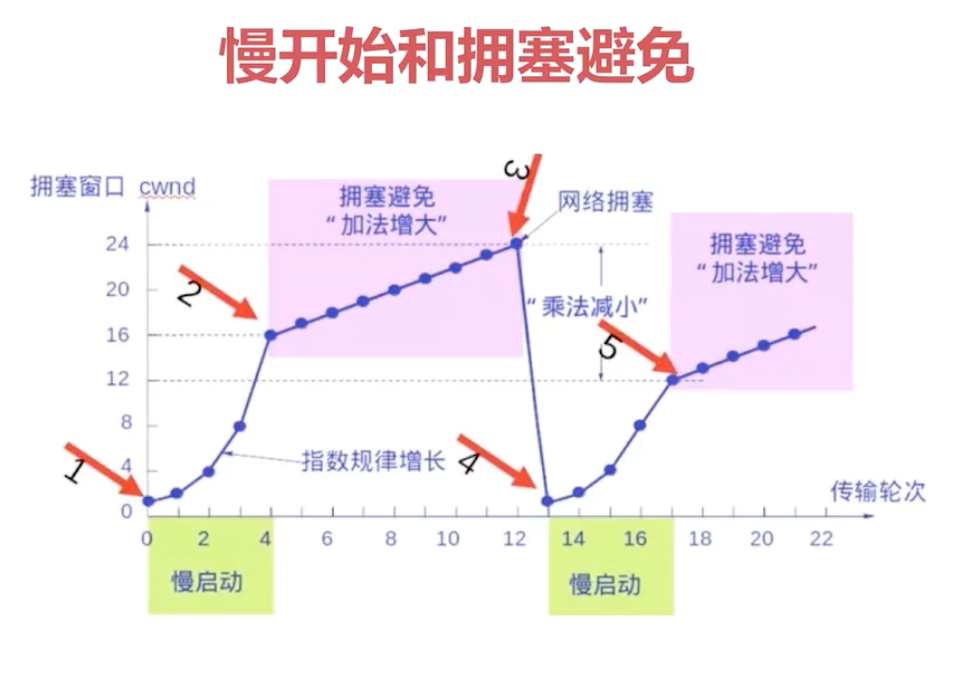 慢开始和拥塞避免
拥塞窗口 cwnd
拥塞避免
“加法增大”
3
网络拥塞
24
拥塞避免
“加法增大”
20
2
“乘法减小”
16
5
12
8
4
1
指数规律增长
4
传输轮次
0
0 2 4 6 8 10 12 14 16 18 20 22
慢启动
慢启动